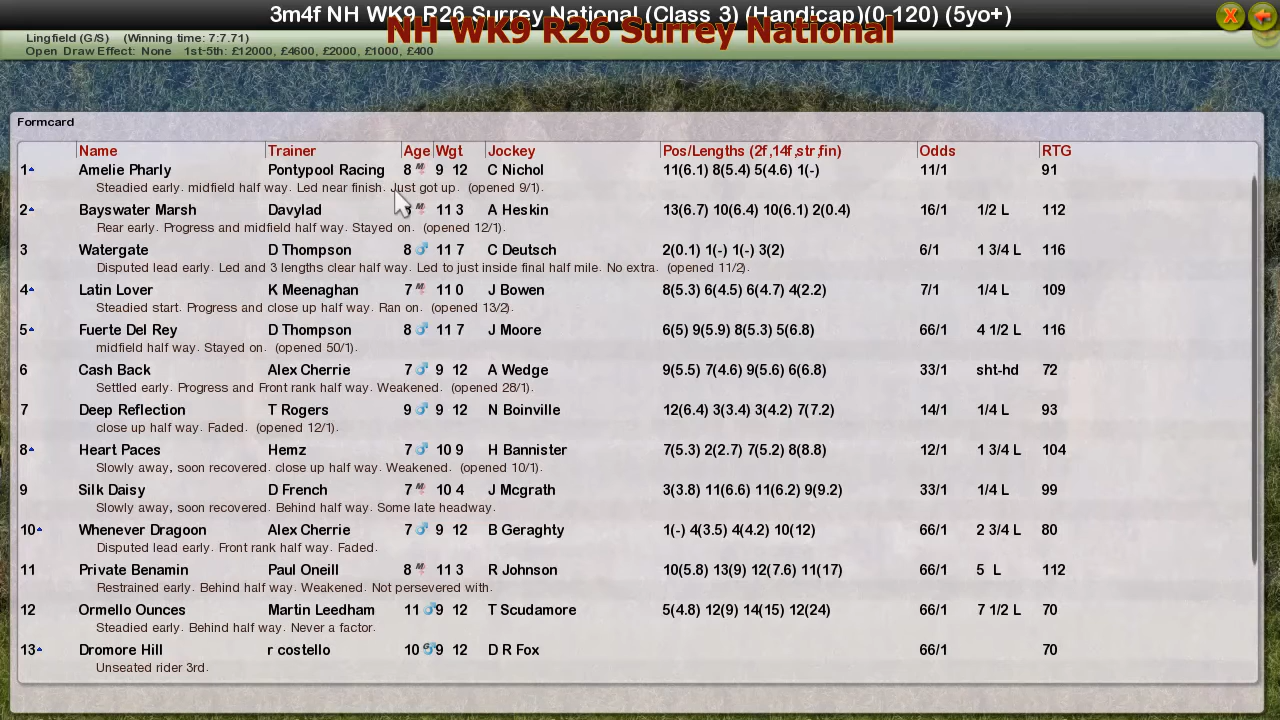 3m4f NH WK9 R26 Surrey National (Class 3) (Handicap)(0-120) (5yo+)
NH WK9 R26 Surrey National
Lingfield (G/S) (Winning time: 7:7.71)
Open Draw Effect: None 1st-5th: £12000, £4600, £2000, £1000, £400
Formcard
Name Trainer Age Wgt Jockey Pos/Lengths (2f,14f,str,fin) Odds RTG
1 Amelie Pharly Pontypool Racing 8 9 12 C Nichol 11(6.1) 8(5.4) 5(4.6) 1(-) 11/1 91
Steadied early. midfield half way. Led near finish. Just got up. (opened 9/1).
2 Bayswater Marsh Davylad 11 3 A Heskin 13(6.7) 10(6.4) 10(6.1) 2(0.4) 16/1 1/2 L 112
Rear early. Progress and midfield half way. Stayed on. (opened 12/1).
3 Watergate D Thompson 8 11 7 C Deutsch 2(0.1) 1(-) 1(-) 3(2) 6/1 1 3/4 L 116
Disputed lead early. Led and 3 lengths clear half way. Led to just inside final half mile. No extra. (opened 11/2).
4 Latin Lover K Meenaghan 7 11 0 J Bowen 8(5.3) 6(4.5) 6(4.7) 4(2.2) 7/1 1/4 L 109
Steadied start. Progress and close up half way. Ran on. (opened 13/2).
5 Fuerte Del Rey D Thompson 8 11 7 J Moore 6(5) 9(5.9) 8(5.3) 5(6.8) 66/1 4 1/2 L 116
midfield half way. Stayed on. (opened 50/1).
6 Cash Back Alex Cherrie 7 9 12 A Wedge 9(5.5) 7(4.6) 9(5.6) 6(6.8) 33/1 sht-hd 72
Settled early. Progress and Front rank half way. Weakened. (opened 28/1).
7 Deep Reflection T Rogers 9 9 12 N Boinville 12(6.4) 3(3.4) 3(4.2) 7(7.2) 14/1 1/4 L 93
close up half way. Faded. (opened 12/1).
8 Heart Paces Hemz 7 10 9 H Bannister 7(5.3) 2(2.7) 7(5.2) 8(8.8) 12/1 1 3/4 L 104
Slowly away, soon recovered. close up half way. Weakened. (opened 10/1).
9 Silk Daisy D French 7 10 4 J Mcgrath 3(3.8) 11(6.6) 11(6.2) 9(9.2) 33/1 1/4 L 99
Slowly away, soon recovered. Behind half way. Some late headway.
10 Whenever Dragoon Alex Cherrie 7 9 12 B Geraghty 1(-) 4(3.5) 4(4.2) 10(12) 66/1 2 3/4 L 80
Disputed lead early. Front rank half way. Faded.
11 Private Benamin Paul Oneill 8 11 3 R Johnson 10(5.8) 13(9) 12(7.6) 11(17) 66/1 5 L 112
Restrained early. Behind half way. Weakened. Not persevered with.
12 Ormello Ounces Martin Leedham 11 9 12 T Scudamore 5(4.8) 12(9) 14(15) 12(24) 66/1 7 1/2 L 70
Steadied early. Behind half way. Never a factor.
13 Dromore Hill r costello 10 9 12 D R Fox 66/1 70
Unseated rider 3rd.